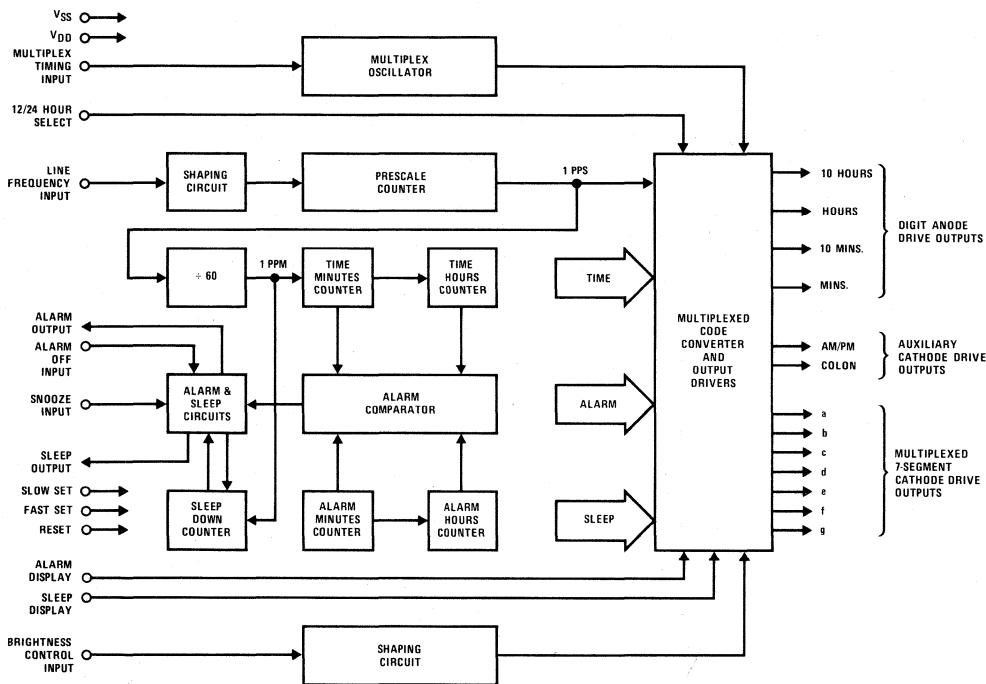 VSS
VDD
MULTIPLEX
TIMING
INPUT
MULTIPLEX
OSCILLATOR
12/24 HOUR
SELECT
LINE
FREQUENCY
INPUT
SHAPING
CIRCUIT
PRESCALE
COUNTER
1 PPS
÷ 60
1 PPM
TIME
MINUTES
COUNTER
TIME
HOURS
COUNTER
ALARM
OUTPUT
ALARM
OFF
INPUT
SNOOZE
INPUT
ALARM &
SLEEP
CIRCUITS
ALARM
COMPARATOR
SLEEP
OUTPUT
SLOW SET
FAST SET
RESET
SLEEP
DOWN
COUNTER
ALARM
MINUTES
COUNTER
ALARM
HOURS
COUNTER
TIME
ALARM
SLEEP
MULTIPLEXED
CODE
CONVERTER
AND
OUTPUT
DRIVERS
10 HOURS
HOURS
10 MINS.
MINS.
DIGIT ANODE
DRIVE OUTPUTS
AM/PM
COLON
AUXILIARY
CATHODE DRIVE
OUTPUTS
a
b
c
d
e
f
g
MULTIPLEXED
7-SEGMENT
CATHODE DRIVE
OUTPUTS
ALARM
DISPLAY
SLEEP
DISPLAY
BRIGHTNESS
CONTROL
INPUT
SHAPING
CIRCUIT